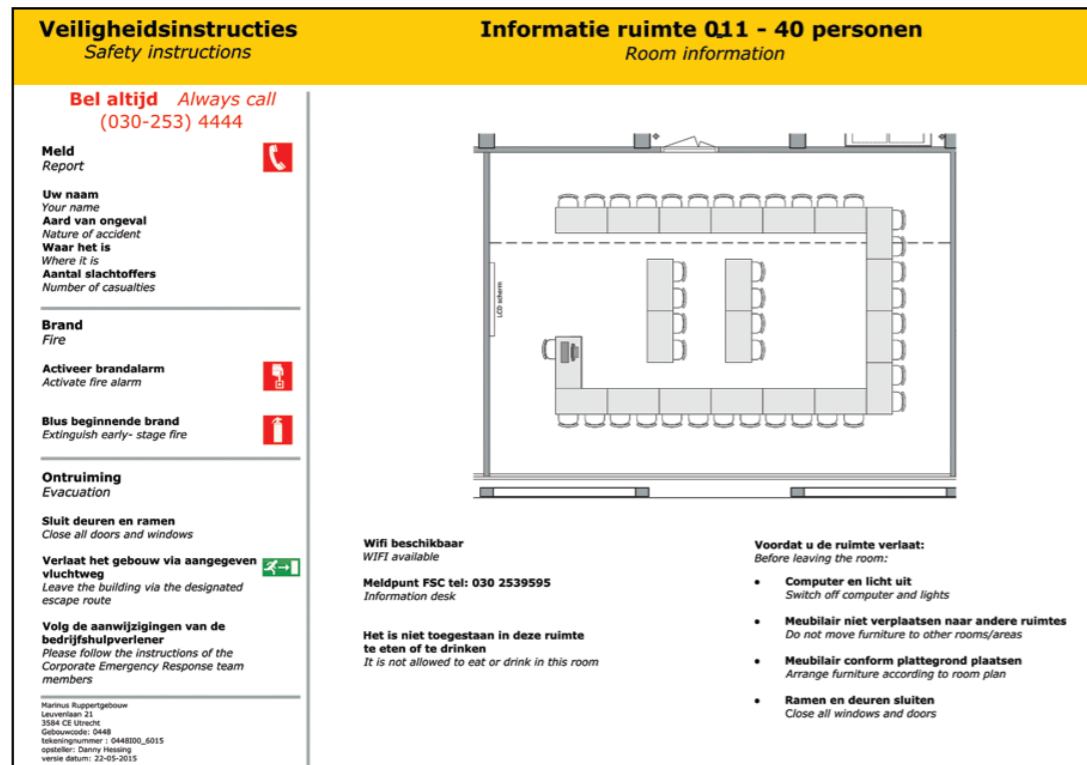 Veiligheidsinstructies
Safety instructions
Informatie ruimte 011 - 40 personen
Room information
Bel altijd Always call
(030-253) 4444
Meld
Report
Uw naam
Your name
Aard van ongeval
Nature of accident
Waar het is
Where it is
Aantal slachtoffers
Number of casualties
Brand
Fire
Activeer brandalarm
Activate fire alarm
Blus beginnende brand
Extinguish early- stage fire
Ontruiming
Evacuation
Sluit deuren en ramen
Close all doors and windows
Verlaat het gebouw via aangegeven
vluchtweg
Leave the building via the designated
escape route
Volg de aanwijzigingen van de
bedrijfshulpverlener
Please follow the instructions of the
Corporate Emergency Response team
members
Marinus Ruppertgebouw
Leuvenlaan 21
3584 CE Utrecht
Gebouwcode: 0448
tekeningnummer : 0448I00_6015
opsteller: Danny Hessing
versie datum: 22-05-2015
LCD scherm
Wifi beschikbaar
WIFI available
Meldpunt FSC tel: 030 2539595
Information desk
Het is niet toegestaan in deze ruimte
te eten of te drinken
It is not allowed to eat or drink in this room
Voordat u de ruimte verlaat:
Before leaving the room:
• Computer en licht uit
Switch off computer and lights
• Meubilair niet verplaatsen naar andere ruimtes
Do not move furniture to other rooms/areas
• Meubilair conform plattegrond plaatsen
Arrange furniture according to room plan
• Ramen en deuren sluiten
Close all windows and doors